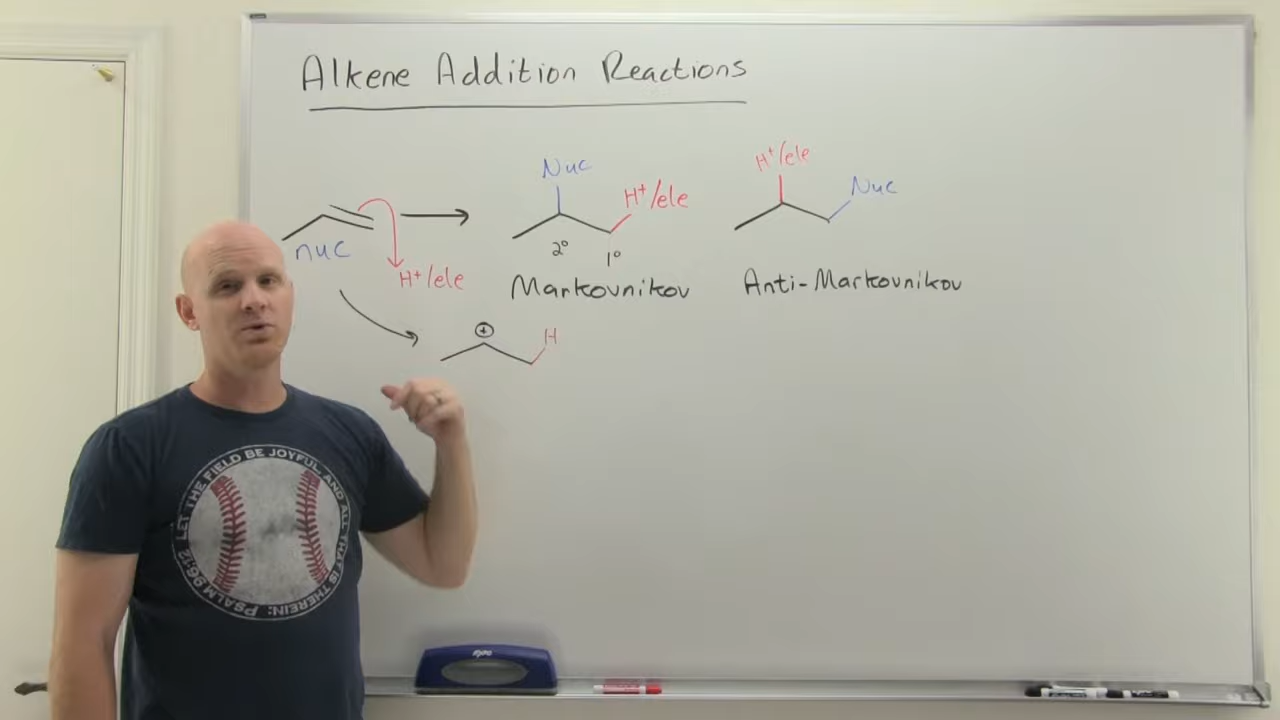 Alkene Addition Reactions
Nuc
H⁺/ele
2°
1°
Markovnikov
H⁺/ele
Nuc
Anti-Markovnikov
nuc
H⁺/ele
+
H
LET THE FIELD BE JOYFUL, AND ALL THAT IS THEREIN: PSALM 96:12
EXPO